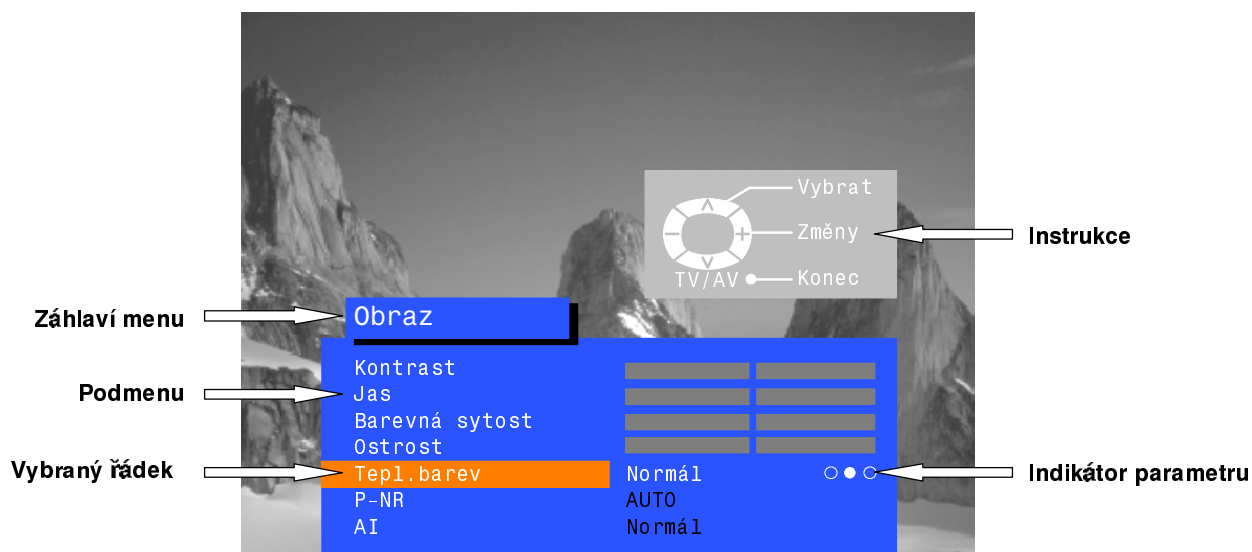 Vybrat
Změny
TV/AV Konec
Instrukce
Záhlaví menu
Obraz
Kontrast
Podmenu
Jas
Barevná sytost
Ostrost
Vybraný řádek
Tepl.barev Normál
Indikátor parametru
P-NR AUTO
AI Normál